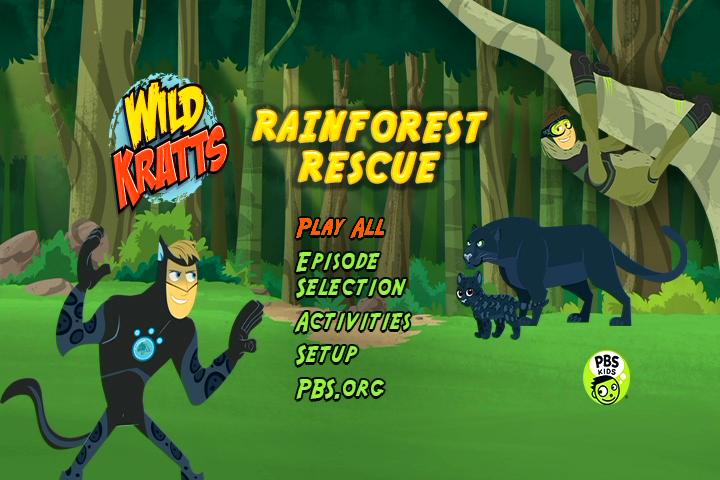 WILD
KRATTS
RAINFOREST
RESCUE
PLAY ALL
EPISODE
SELECTION
ACTIVITIES
SETUP
PBS.ORG
PBS
KIDS